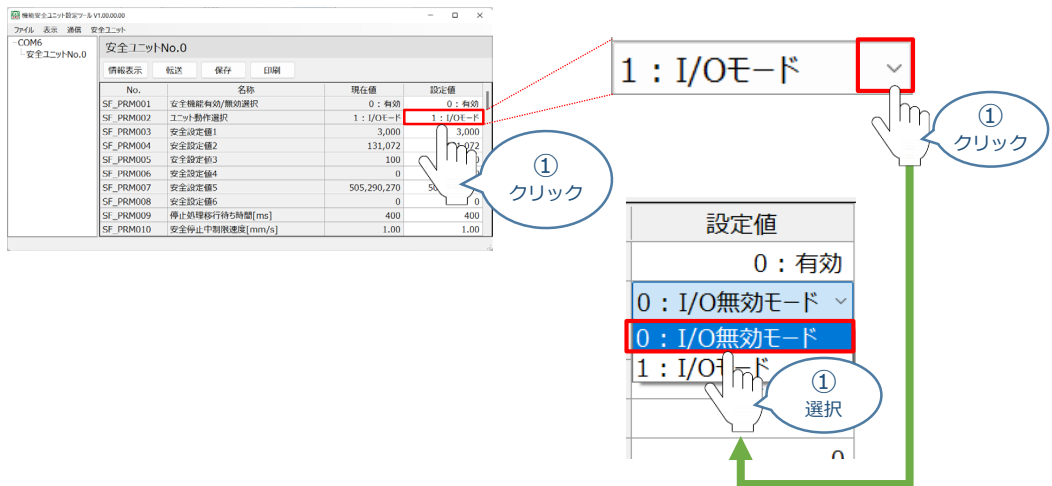 機能安全ユニット設定ツール V1.00.00.00
ファイル 表示 通信 安全ユニット
COM6
安全ユニットNo.0
安全ユニットNo.0
情報表示 転送 保存 印刷
No. 名称 現在値 設定値
SF_PRM001 安全機能有効/無効選択 0：有効 0：有効
SF_PRM002 ユニット動作選択 1：I/Oモード 1：I/Oモード
SF_PRM003 安全設定値1 3,000 3,000
SF_PRM004 安全設定値2 131,072
SF_PRM005 安全設定値3 100
SF_PRM006 安全設定値4 0
SF_PRM007 安全設定値5 505,290,270
SF_PRM008 安全設定値6 0 0
SF_PRM009 停止処理移行待ち時間[ms] 400 400
SF_PRM010 安全停止中制限速度[mm/s] 1.00 1.00
①
クリック
1：I/Oモード
①
クリック
設定値
0：有効
0：I/O無効モード
0：I/O無効モード
1：I/Oモード
①
選択